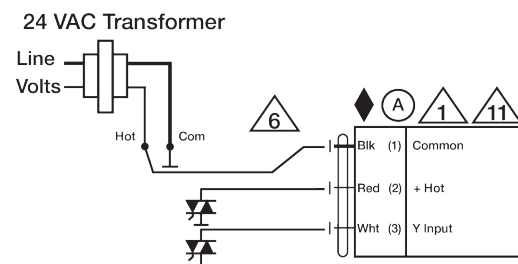 24 VAC Transformer
Line
Volts
Hot
Com
6
A
1
11
Blk (1) Common
Red (2) + Hot
Wht (3) Y Input